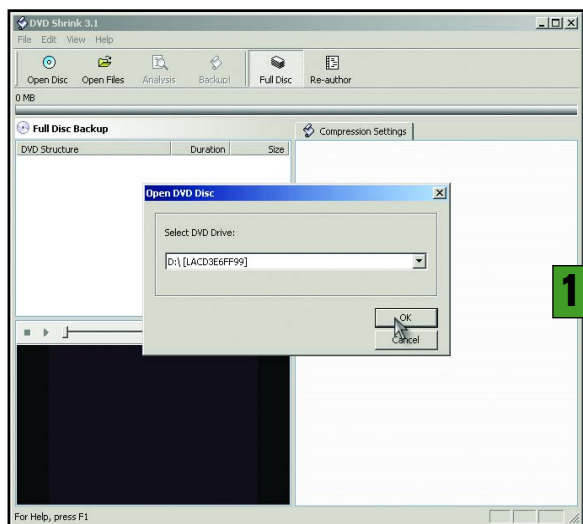 DVD Shrink 3.1
File Edit View Help
Open Disc Open Files Analysis Backup! Full Disc Re-author
0 MB
Full Disc Backup
Compression Settings
DVD Structure Duration Size
Open DVD Disc
Select DVD Drive:
D:\ [LACD3E6FF99]
OK
Cancel
1
For Help, press F1